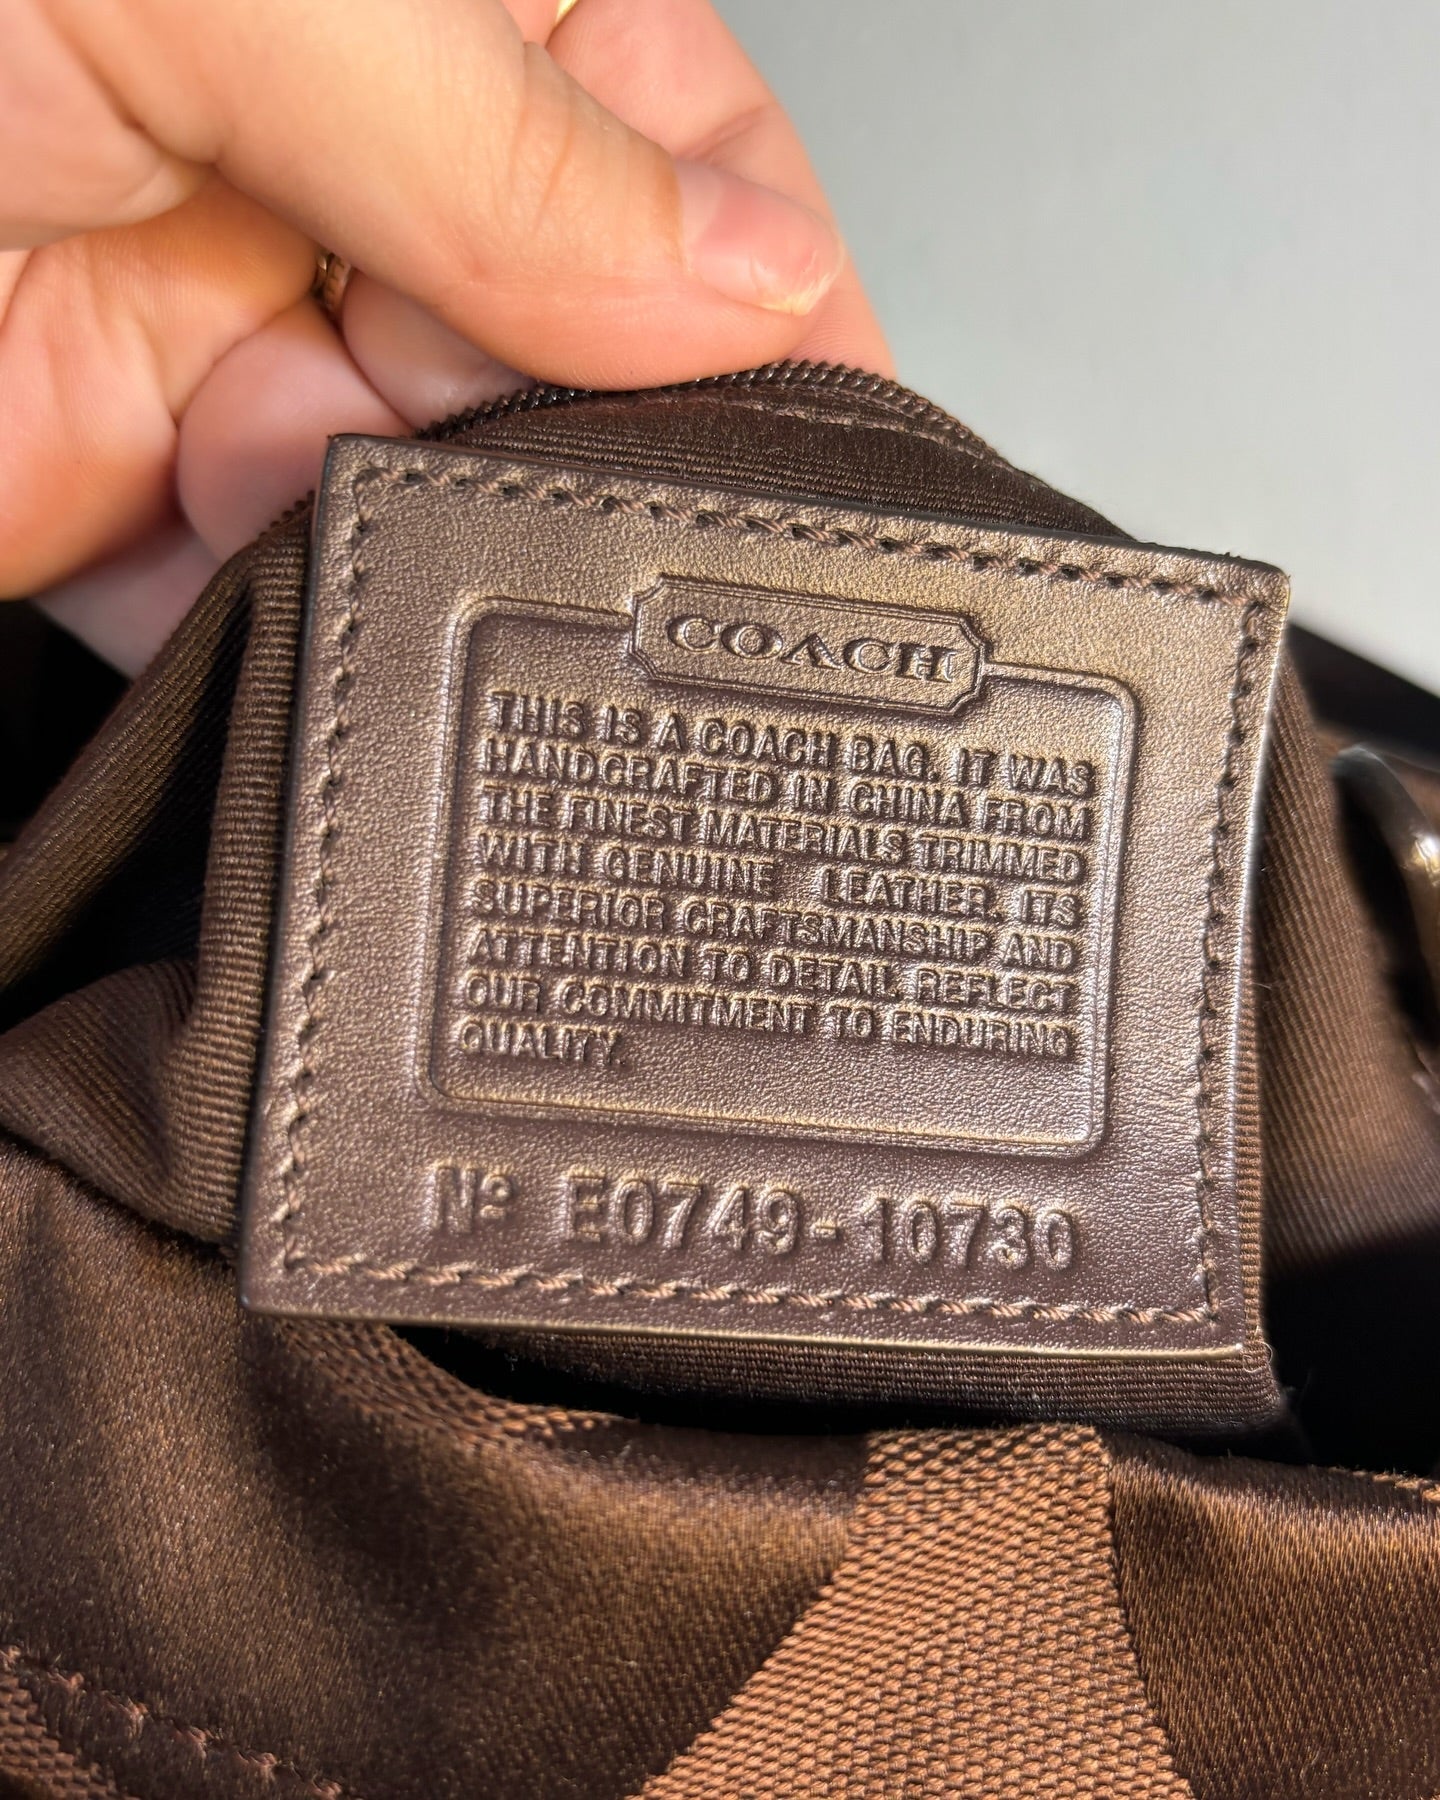 COACH
THIS IS A COACH BAG. IT WAS
HANDCRAFTED IN CHINA FROM
THE FINEST MATERIALS TRIMMED
WITH GENUINE LEATHER. ITS
SUPERIOR CRAFTSMANSHIP AND
ATTENTION TO DETAIL REFLECT
OUR COMMITMENT TO ENDURING
QUALITY.
Nº E0749-10730